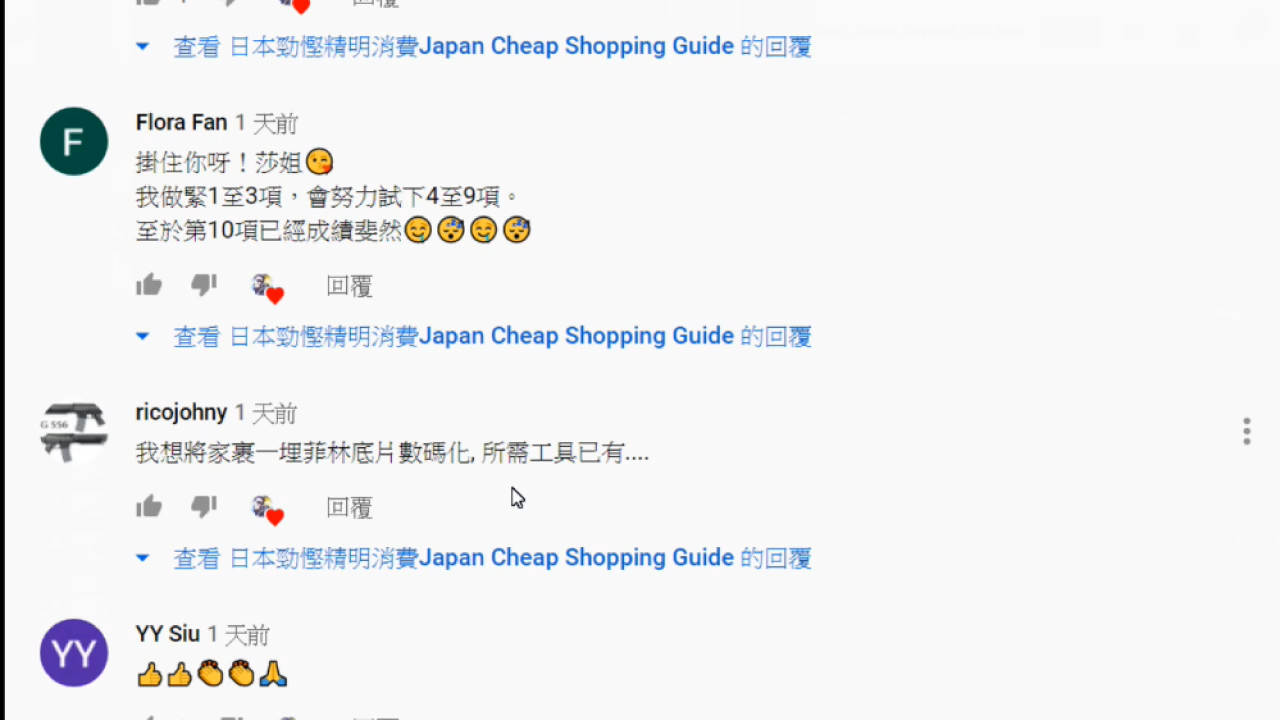 回覆
查看 日本勁慳精明消費Japan Cheap Shopping Guide 的回覆
F
Flora Fan 1 天前
掛住你呀！莎姐😘
我做緊1至3項，會努力試下4至9項。
至於第10項已經成績斐然🤤😴🤤😴
回覆
查看 日本勁慳精明消費Japan Cheap Shopping Guide 的回覆
G 556
ricojohny 1 天前
我想將家裹一埋菲林底片數碼化, 所需工具已有....
回覆
查看 日本勁慳精明消費Japan Cheap Shopping Guide 的回覆
YY
YY Siu 1 天前
👍👍👏👏🙏